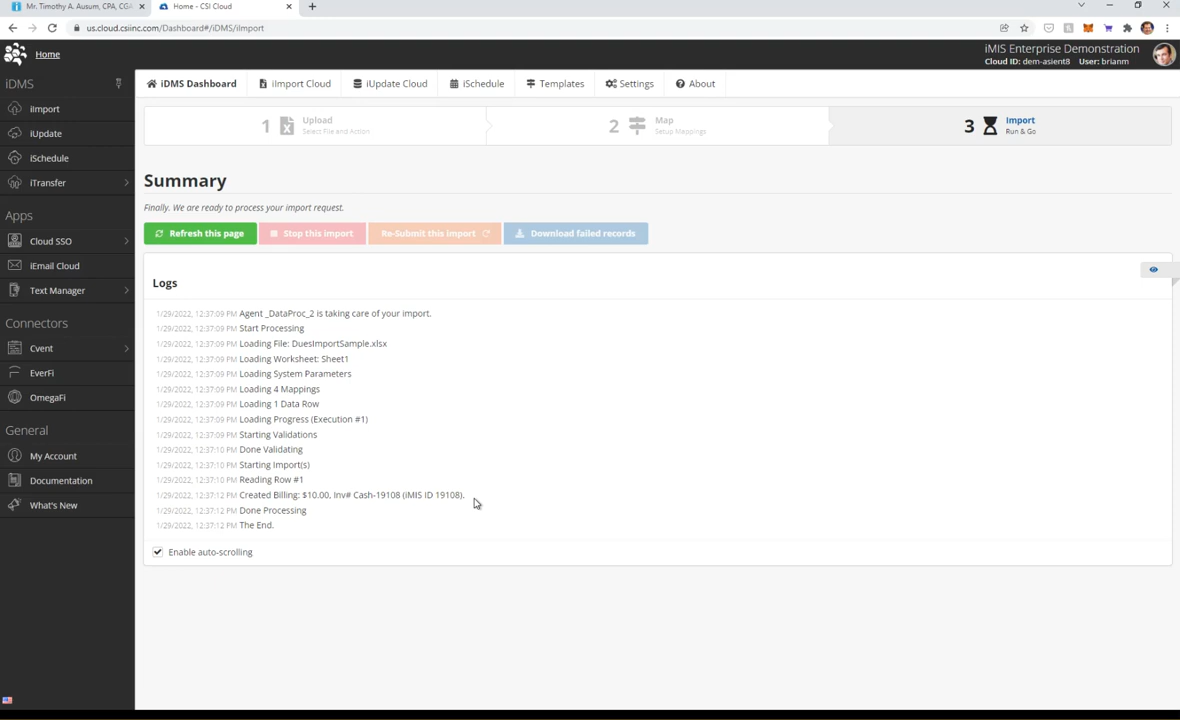 Mr. Timothy A. Ausum, CPA, CGA
Home - CSI Cloud
us.cloud.csiinc.com/Dashboard#/iDMS/iImport
Home
iMIS Enterprise Demonstration
Cloud ID: dem-asient8 User: brianm
iDMS
iImport
iUpdate
iSchedule
iTransfer
Apps
Cloud SSO
iEmail Cloud
Text Manager
Connectors
Cvent
EverFi
OmegaFi
General
My Account
Documentation
What's New
iDMS Dashboard
iImport Cloud
iUpdate Cloud
iSchedule
Templates
Settings
About
1 Upload
Select File and Action
2 Map
Setup Mappings
3 Import
Run & Go
Summary
Finally. We are ready to process your import request.
Refresh this page
Stop this import
Re-Submit this import
Download failed records
Logs
1/29/2022, 12:37:09 PM Agent _DataProc_2 is taking care of your import.
1/29/2022, 12:37:09 PM Start Processing
1/29/2022, 12:37:09 PM Loading File: DuesImportSample.xlsx
1/29/2022, 12:37:09 PM Loading Worksheet: Sheet1
1/29/2022, 12:37:09 PM Loading System Parameters
1/29/2022, 12:37:09 PM Loading 4 Mappings
1/29/2022, 12:37:09 PM Loading 1 Data Row
1/29/2022, 12:37:09 PM Loading Progress (Execution #1)
1/29/2022, 12:37:09 PM Starting Validations
1/29/2022, 12:37:10 PM Done Validating
1/29/2022, 12:37:10 PM Starting Import(s)
1/29/2022, 12:37:10 PM Reading Row #1
1/29/2022, 12:37:12 PM Created Billing: $10.00, Inv# Cash-19108 (iMIS ID 19108).
1/29/2022, 12:37:12 PM Done Processing
1/29/2022, 12:37:12 PM The End.
Enable auto-scrolling